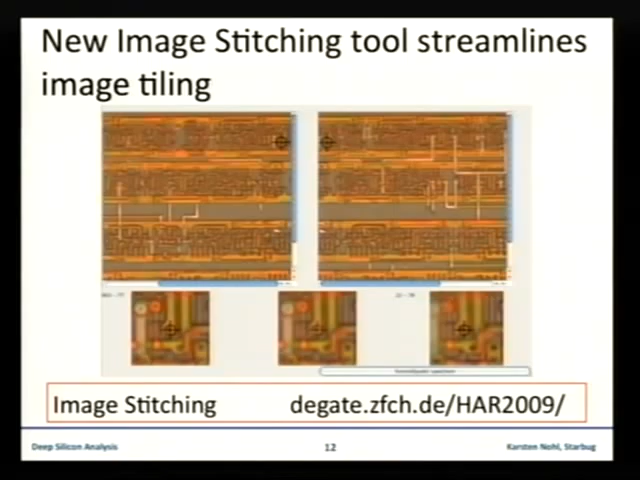 New Image Stitching tool streamlines
image tiling
Image Stitching degate.zfch.de/HAR2009/
Deep Silicon Analysis 12 Karsten Nohl, Starbug